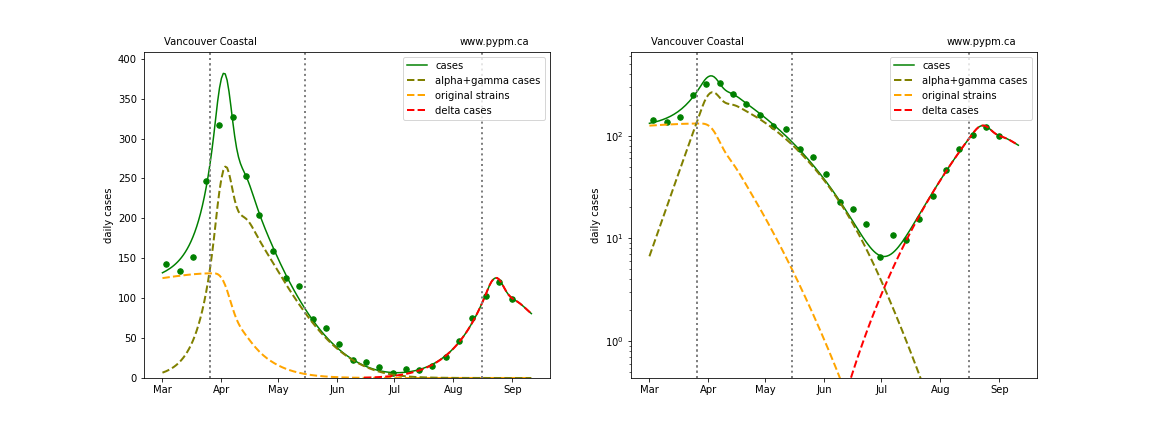 Vancouver Coastal www.pypm.ca
cases
alpha+gamma cases
original strains
delta cases
daily cases
400
350
300
250
200
150
100
50
0
Mar Apr May Jun Jul Aug Sep
Vancouver Coastal www.pypm.ca
cases
alpha+gamma cases
original strains
delta cases
daily cases
10²
10¹
10⁰
Mar Apr May Jun Jul Aug Sep